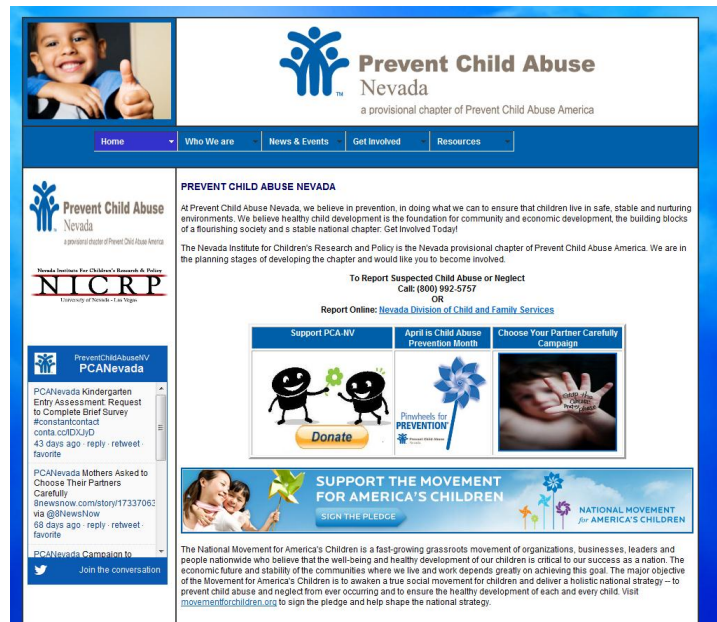 Prevent Child Abuse
Nevada
TM
a provisional chapter of Prevent Child Abuse America
Home
Who We are
News & Events
Get Involved
Resources
Prevent Child Abuse
Nevada
a provisional chapter of Prevent Child Abuse America
Nevada Institute For Children's Research & Policy
NICRP
University of Nevada - Las Vegas
PreventChildAbuseNV
PCANevada
PCANevada Kindergarten
Entry Assessment: Request
to Complete Brief Survey
#constantcontact
conta.cc/IDXJyD
43 days ago · reply · retweet ·
favorite
PCANevada Mothers Asked to
Choose Their Partners
Carefully
8newsnow.com/story/17337063
via @8NewsNow
68 days ago · reply · retweet ·
favorite
PCANevada Campaign to
Join the conversation
PREVENT CHILD ABUSE NEVADA
At Prevent Child Abuse Nevada, we believe in prevention, in doing what we can to ensure that children live in safe, stable and nurturing
environments. We believe healthy child development is the foundation for community and economic development, the building blocks
of a flourishing society and s stable national chapter: Get Involved Today!
The Nevada Institute for Children's Research and Policy is the Nevada provisional chapter of Prevent Child Abuse America. We are in
the planning stages of developing the chapter and would like you to become involved.
To Report Suspected Child Abuse or Neglect
Call: (800) 992-5757
OR
Report Online: Nevada Division of Child and Family Services
Support PCA-NV
April is Child Abuse
Prevention Month
Choose Your Partner Carefully
Campaign
Donate
Pinwheels for
PREVENTION
Prevent Child Abuse
Nevada
SUPPORT THE MOVEMENT
FOR AMERICA'S CHILDREN
SIGN THE PLEDGE
NATIONAL MOVEMENT
for AMERICA'S CHILDREN
The National Movement for America's Children is a fast-growing grassroots movement of organizations, businesses, leaders and
people nationwide who believe that the well-being and healthy development of our children is critical to our success as a nation. The
economic future and stability of the communities where we live and work depends greatly on achieving this goal. The major objective
of the Movement for America's Children is to awaken a true social movement for children and deliver a holistic national strategy -- to
prevent child abuse and neglect from ever occurring and to ensure the healthy development of each and every child. Visit
movementforchildren.org to sign the pledge and help shape the national strategy.